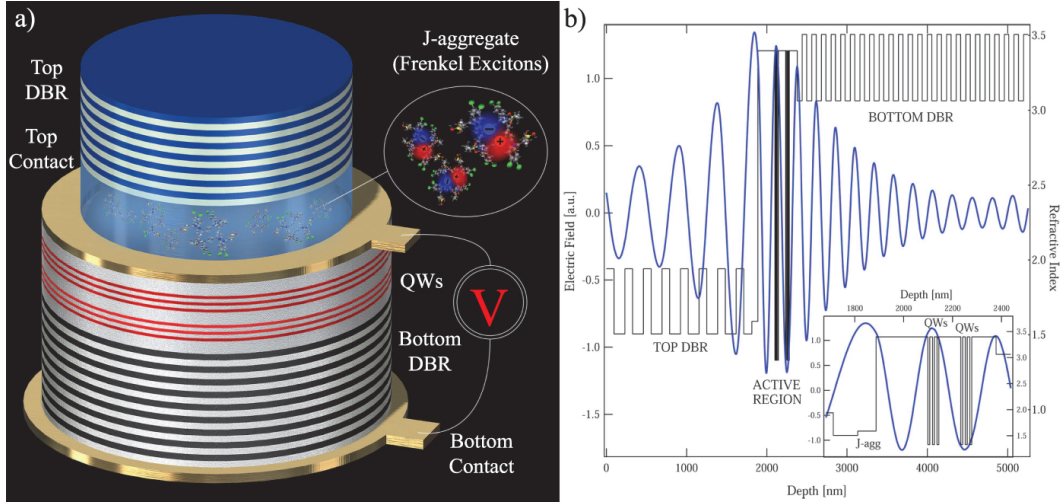 a)
J-aggregate
(Frenkel Excitons)
Top
DBR
Top
Contact
QWs
V
Bottom
DBR
Bottom
Contact
b)
1.0
0.5
0.0
-0.5
-1.0
-1.5
Electric Field [a.u.]
3.5
3.0
2.5
2.0
1.5
1.0
Refractive Index
BOTTOM DBR
TOP DBR
ACTIVE
REGION
0 1000 2000 3000 4000 5000
Depth [nm]
Depth [nm]
1800 2000 2200 2400
QWs QWs
1.0
0.5
0.0
-0.5
-1.0
3.5
3.0
2.5
2.0
1.5
J-agg